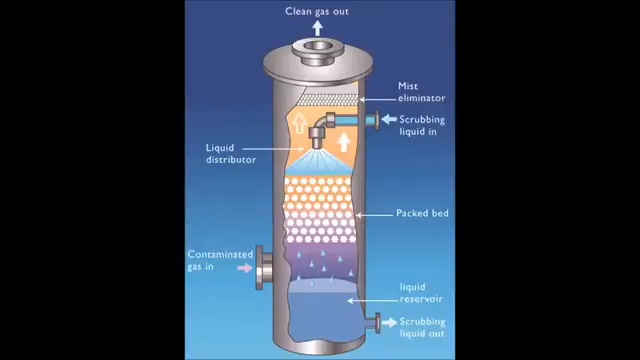 Clean gas out
Mist
eliminator
Scrubbing
liquid in
Liquid
distributor
Packed bed
Contaminated
gas in
liquid
reservoir
Scrubbing
liquid out